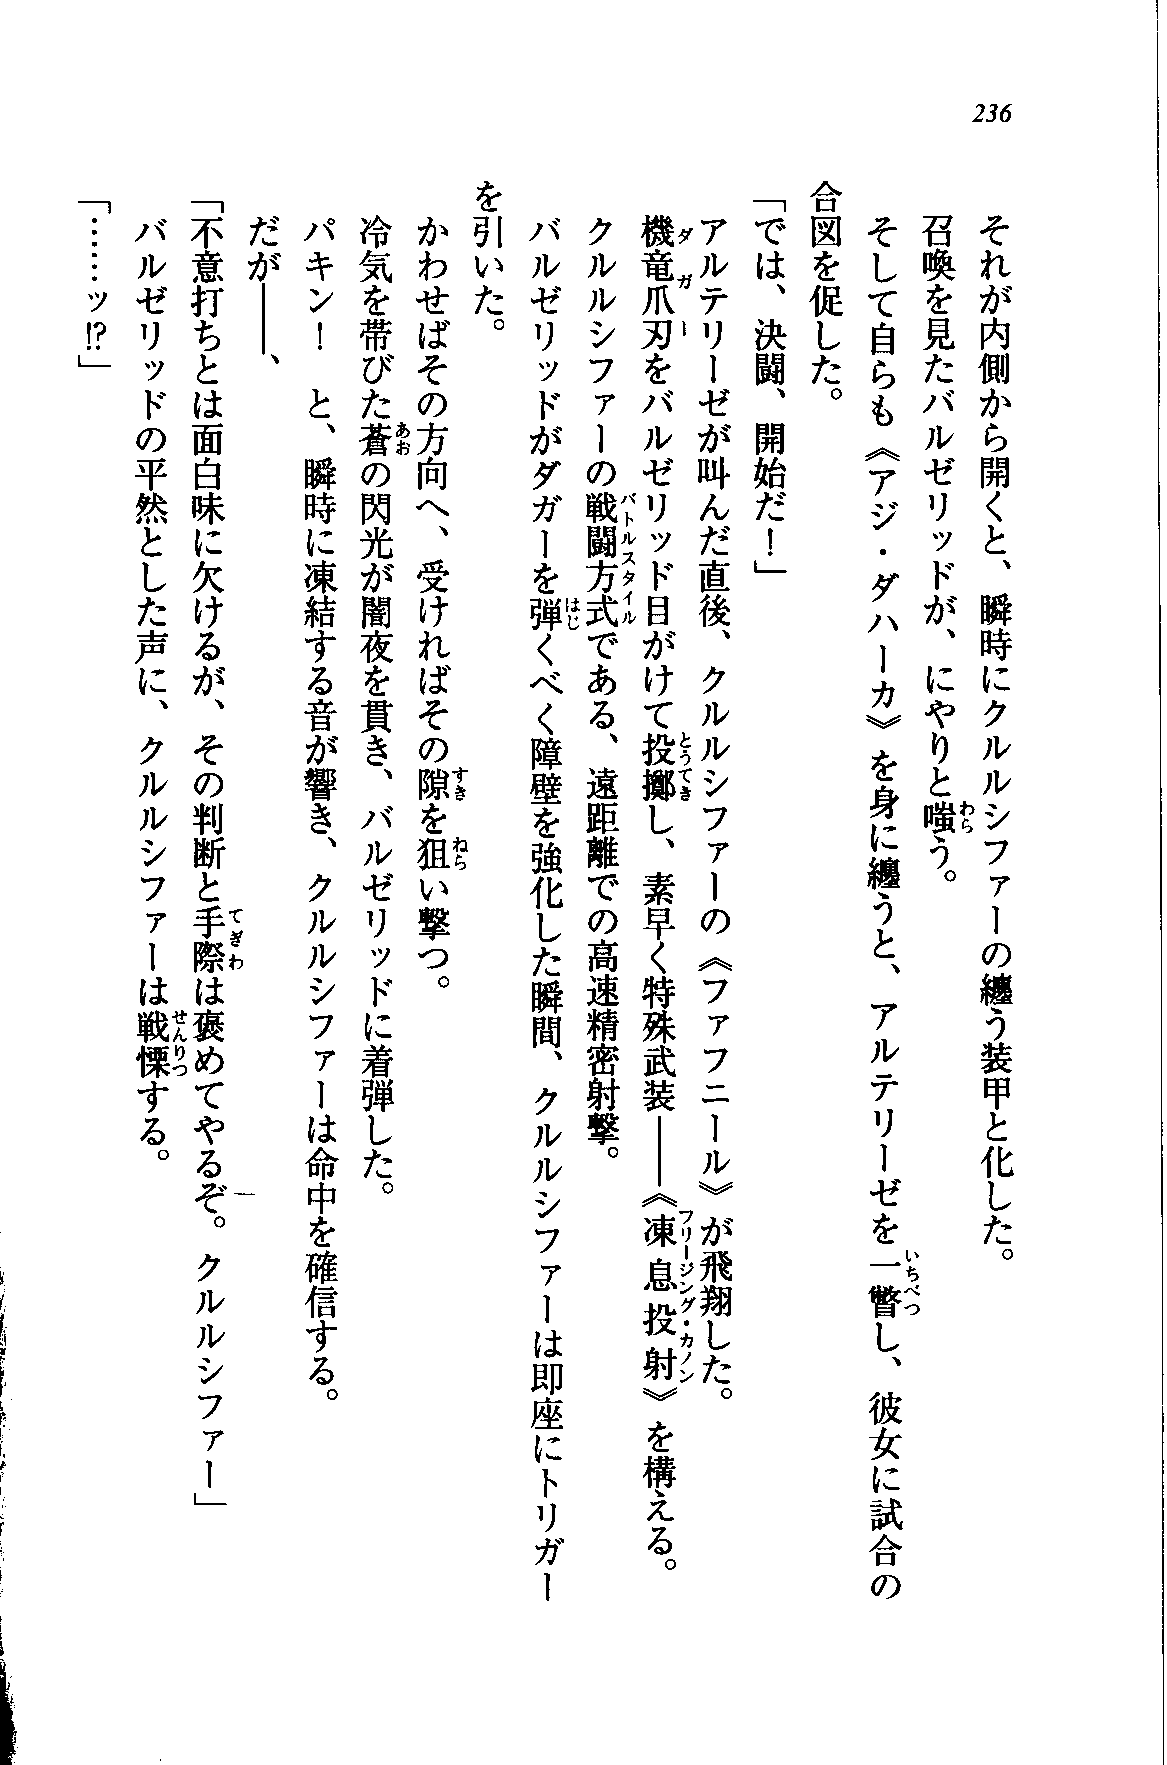 236
それが内側から開くと、瞬時にクルルシファーの纏う装甲と化した。
召喚を見たバルゼリッドが、にやりと嗤う。
そして自らも《アジ・ダハーカ》を身に纏うと、アルテリーゼを一瞥し、彼女に試合の
合図を促した。
「では、決闘、開始だ！」
アルテリーゼが叫んだ直後、クルルシファーの《ファフニール》が飛翔した。
機竜爪刃をバルゼリッド目がけて投擲し、素早く特殊武装――《凍息投射》を構える。
クルルシファーの戦闘方式である、遠距離での高速精密射撃。
バルゼリッドがダガーを弾くべく障壁を強化した瞬間、クルルシファーは即座にトリガー
を引いた。
かわせばその方向へ、受ければその隙を狙い撃つ。
冷気を帯びた蒼の閃光が闇夜を貫き、バルゼリッドに着弾した。
パキン！　と、瞬時に凍結する音が響き、クルルシファーは命中を確信する。
だが――、
「不意打ちとは面白味に欠けるが、その判断と手際は褒めてやるぞ。クルルシファー」
バルゼリッドの平然とした声に、クルルシファーは戦慄する。
「……ッ!?」